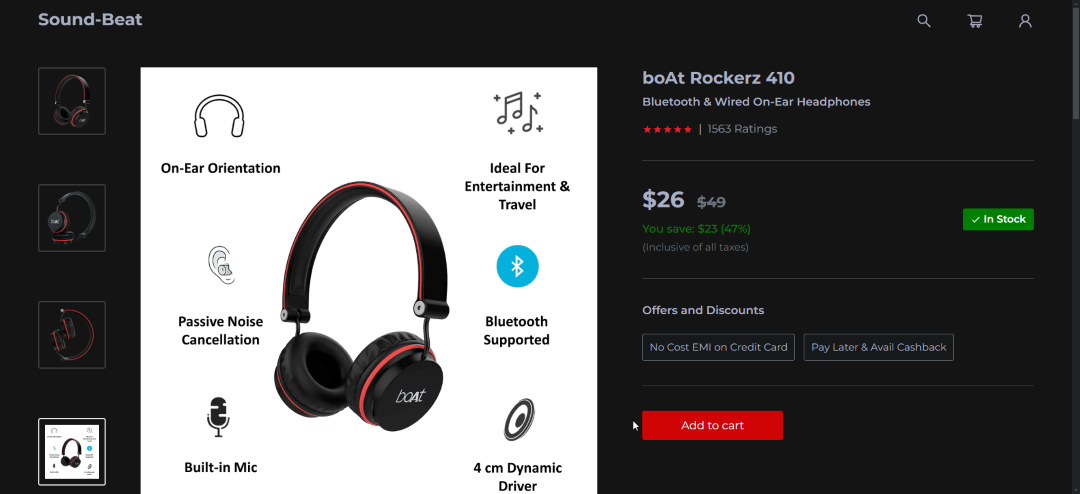 Sound-Beat
On-Ear Orientation
Ideal For
Entertainment &
Travel
Passive Noise
Cancellation
Bluetooth
Supported
boAt
Built-in Mic
4 cm Dynamic
Driver
boAt Rockerz 410
Bluetooth & Wired On-Ear Headphones
| 1563 Ratings
$26 $49
You save: $23 (47%)
(Inclusive of all taxes)
In Stock
Offers and Discounts
No Cost EMI on Credit Card
Pay Later & Avail Cashback
Add to cart